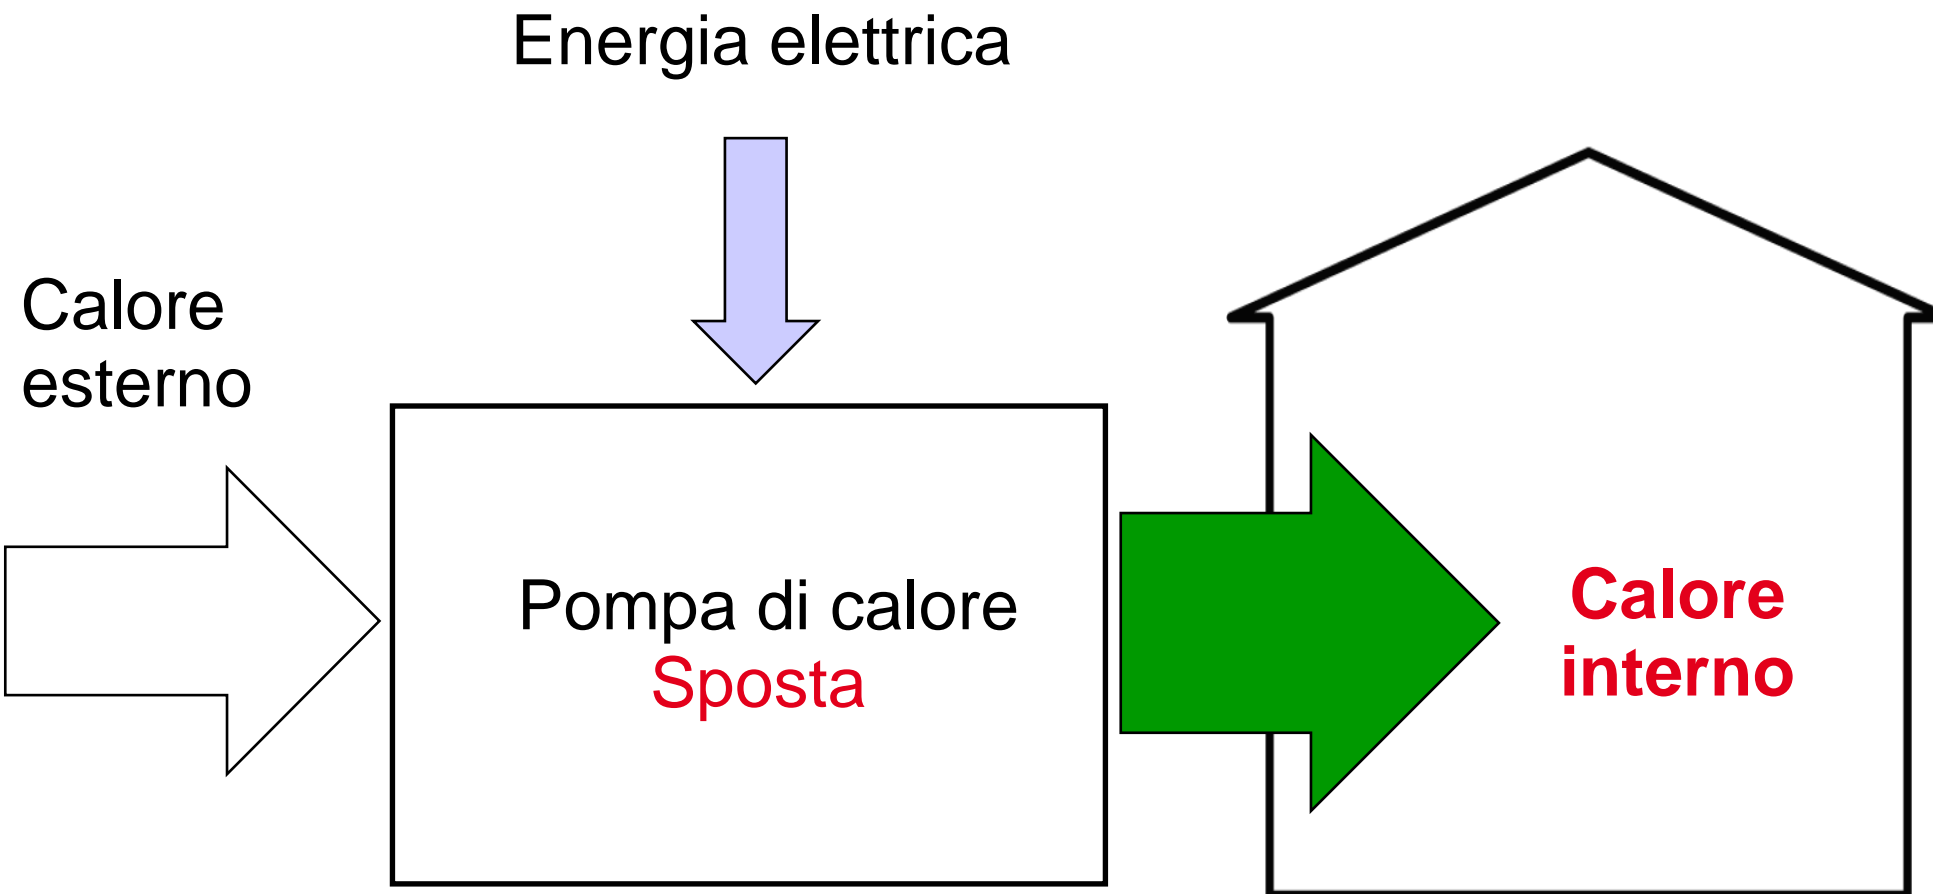 Energia elettrica
Calore
esterno
Pompa di calore
Sposta
Calore
interno